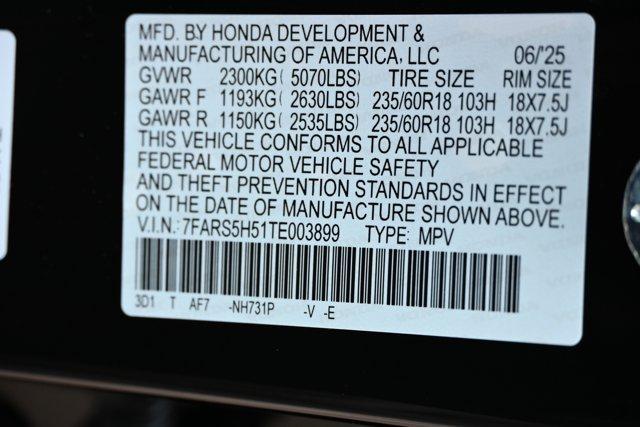 MFD. BY HONDA DEVELOPMENT &
MANUFACTURING OF AMERICA, LLC 06/'25
GVWR 2300KG( 5070LBS) TIRE SIZE RIM SIZE
GAWR F 1193KG( 2630LBS) 235/60R18 103H 18X7.5J
GAWR R 1150KG( 2535LBS) 235/60R18 103H 18X7.5J
THIS VEHICLE CONFORMS TO ALL APPLICABLE
FEDERAL MOTOR VEHICLE SAFETY
AND THEFT PREVENTION STANDARDS IN EFFECT
ON THE DATE OF MANUFACTURE SHOWN ABOVE.
V.I.N.: 7FARS5H51TE003899 TYPE: MPV
3D1 T AF7 -NH731P -V -E